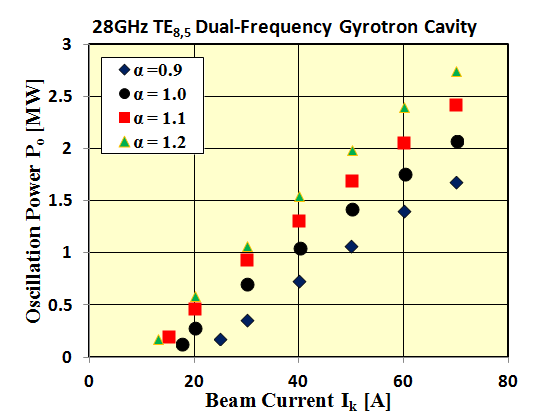 28GHz TE8,5 Dual-Frequency Gyrotron Cavity
3
2.5
2
1.5
1
0.5
0
α =0.9
α = 1.0
α = 1.1
α = 1.2
Oscillation Power Po [MW]
0
20
40
60
80
Beam Current Ik [A]